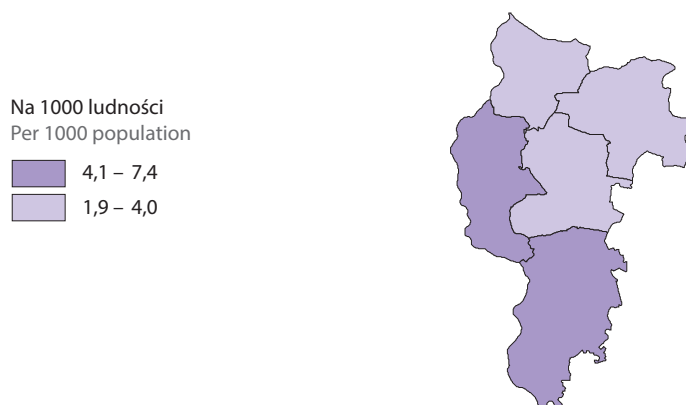 Na 1000 ludności
Per 1000 population
4,1 – 7,4
1,9 – 4,0